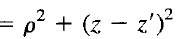 = ρ² + (z − z′)²